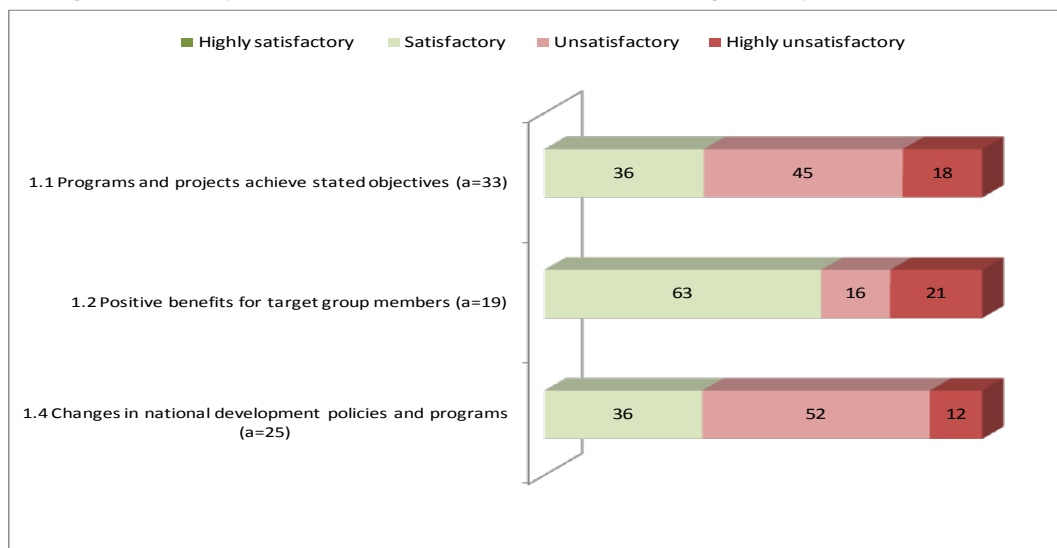 Highly satisfactory Satisfactory Unsatisfactory Highly unsatisfactory
1.1 Programs and projects achieve stated objectives (a=33) 36 45 18
1.2 Positive benefits for target group members (a=19) 63 16 21
1.4 Changes in national development policies and programs 36 52 12
(a=25)